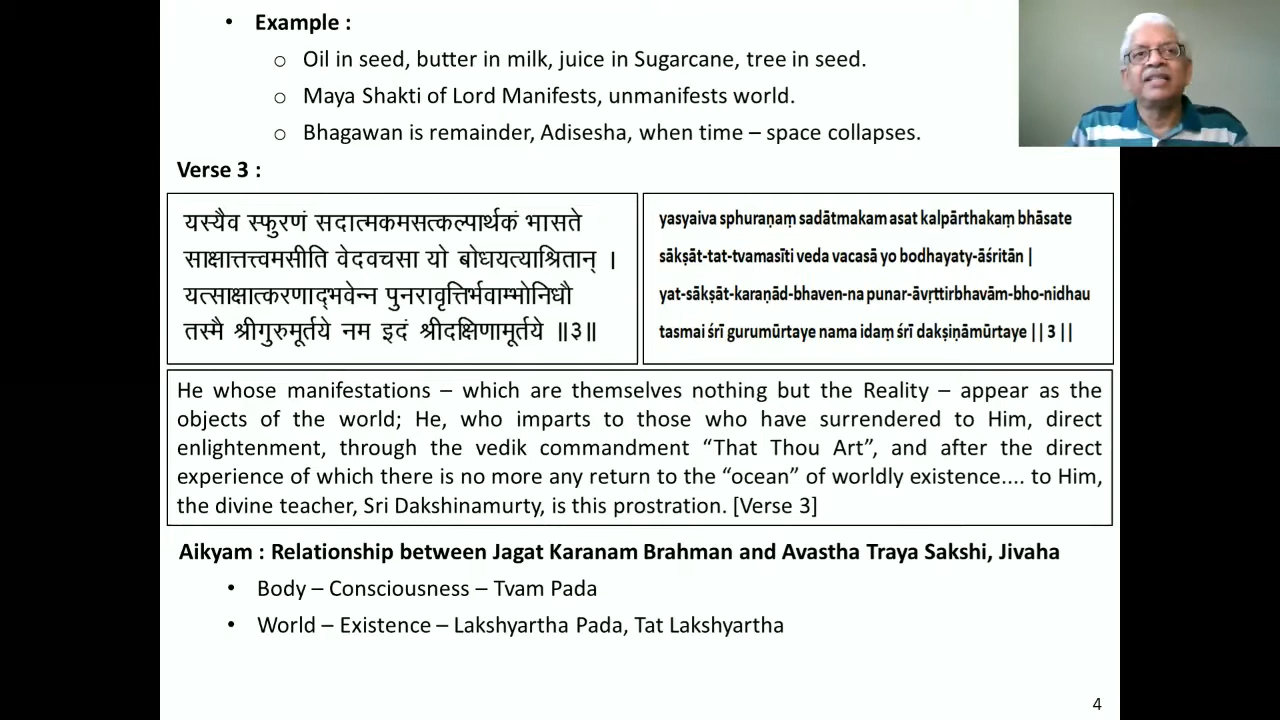 • Example :
o Oil in seed, butter in milk, juice in Sugarcane, tree in seed.
o Maya Shakti of Lord Manifests, unmanifests world.
o Bhagawan is remainder, Adisesha, when time – space collapses.
Verse 3 :
यस्यैव स्फुरणं सदात्मकमसत्कल्पार्थकं भासते
साक्षात्तत्त्वमसीति वेदवचसा यो बोधयत्याश्रितान् ।
यत्साक्षात्करणाद्भवेन्न पुनरावृत्तिर्भवाम्भोनिधौ
तस्मै श्रीगुरुमूर्तये नम इदं श्रीदक्षिणामूर्तये ॥३॥
yasyaiva sphuraṇaṃ sadātmakam asat kalpārthakaṃ bhāsate
sākṣāt-tat-tvamasīti veda vacasā yo bodhayaty-āśritān |
yat-sākṣāt-karaṇād-bhaven-na punar-āvṛttirbhavām-bho-nidhau
tasmai śrī gurumūrtaye nama idaṃ śrī dakṣiṇāmūrtaye || 3 ||
He whose manifestations – which are themselves nothing but the Reality – appear as the
objects of the world; He, who imparts to those who have surrendered to Him, direct
enlightenment, through the vedik commandment “That Thou Art”, and after the direct
experience of which there is no more any return to the “ocean” of worldly existence.... to Him,
the divine teacher, Sri Dakshinamurty, is this prostration. [Verse 3]
Aikyam : Relationship between Jagat Karanam Brahman and Avastha Traya Sakshi, Jivaha
• Body – Consciousness – Tvam Pada
• World – Existence – Lakshyartha Pada, Tat Lakshyartha
4